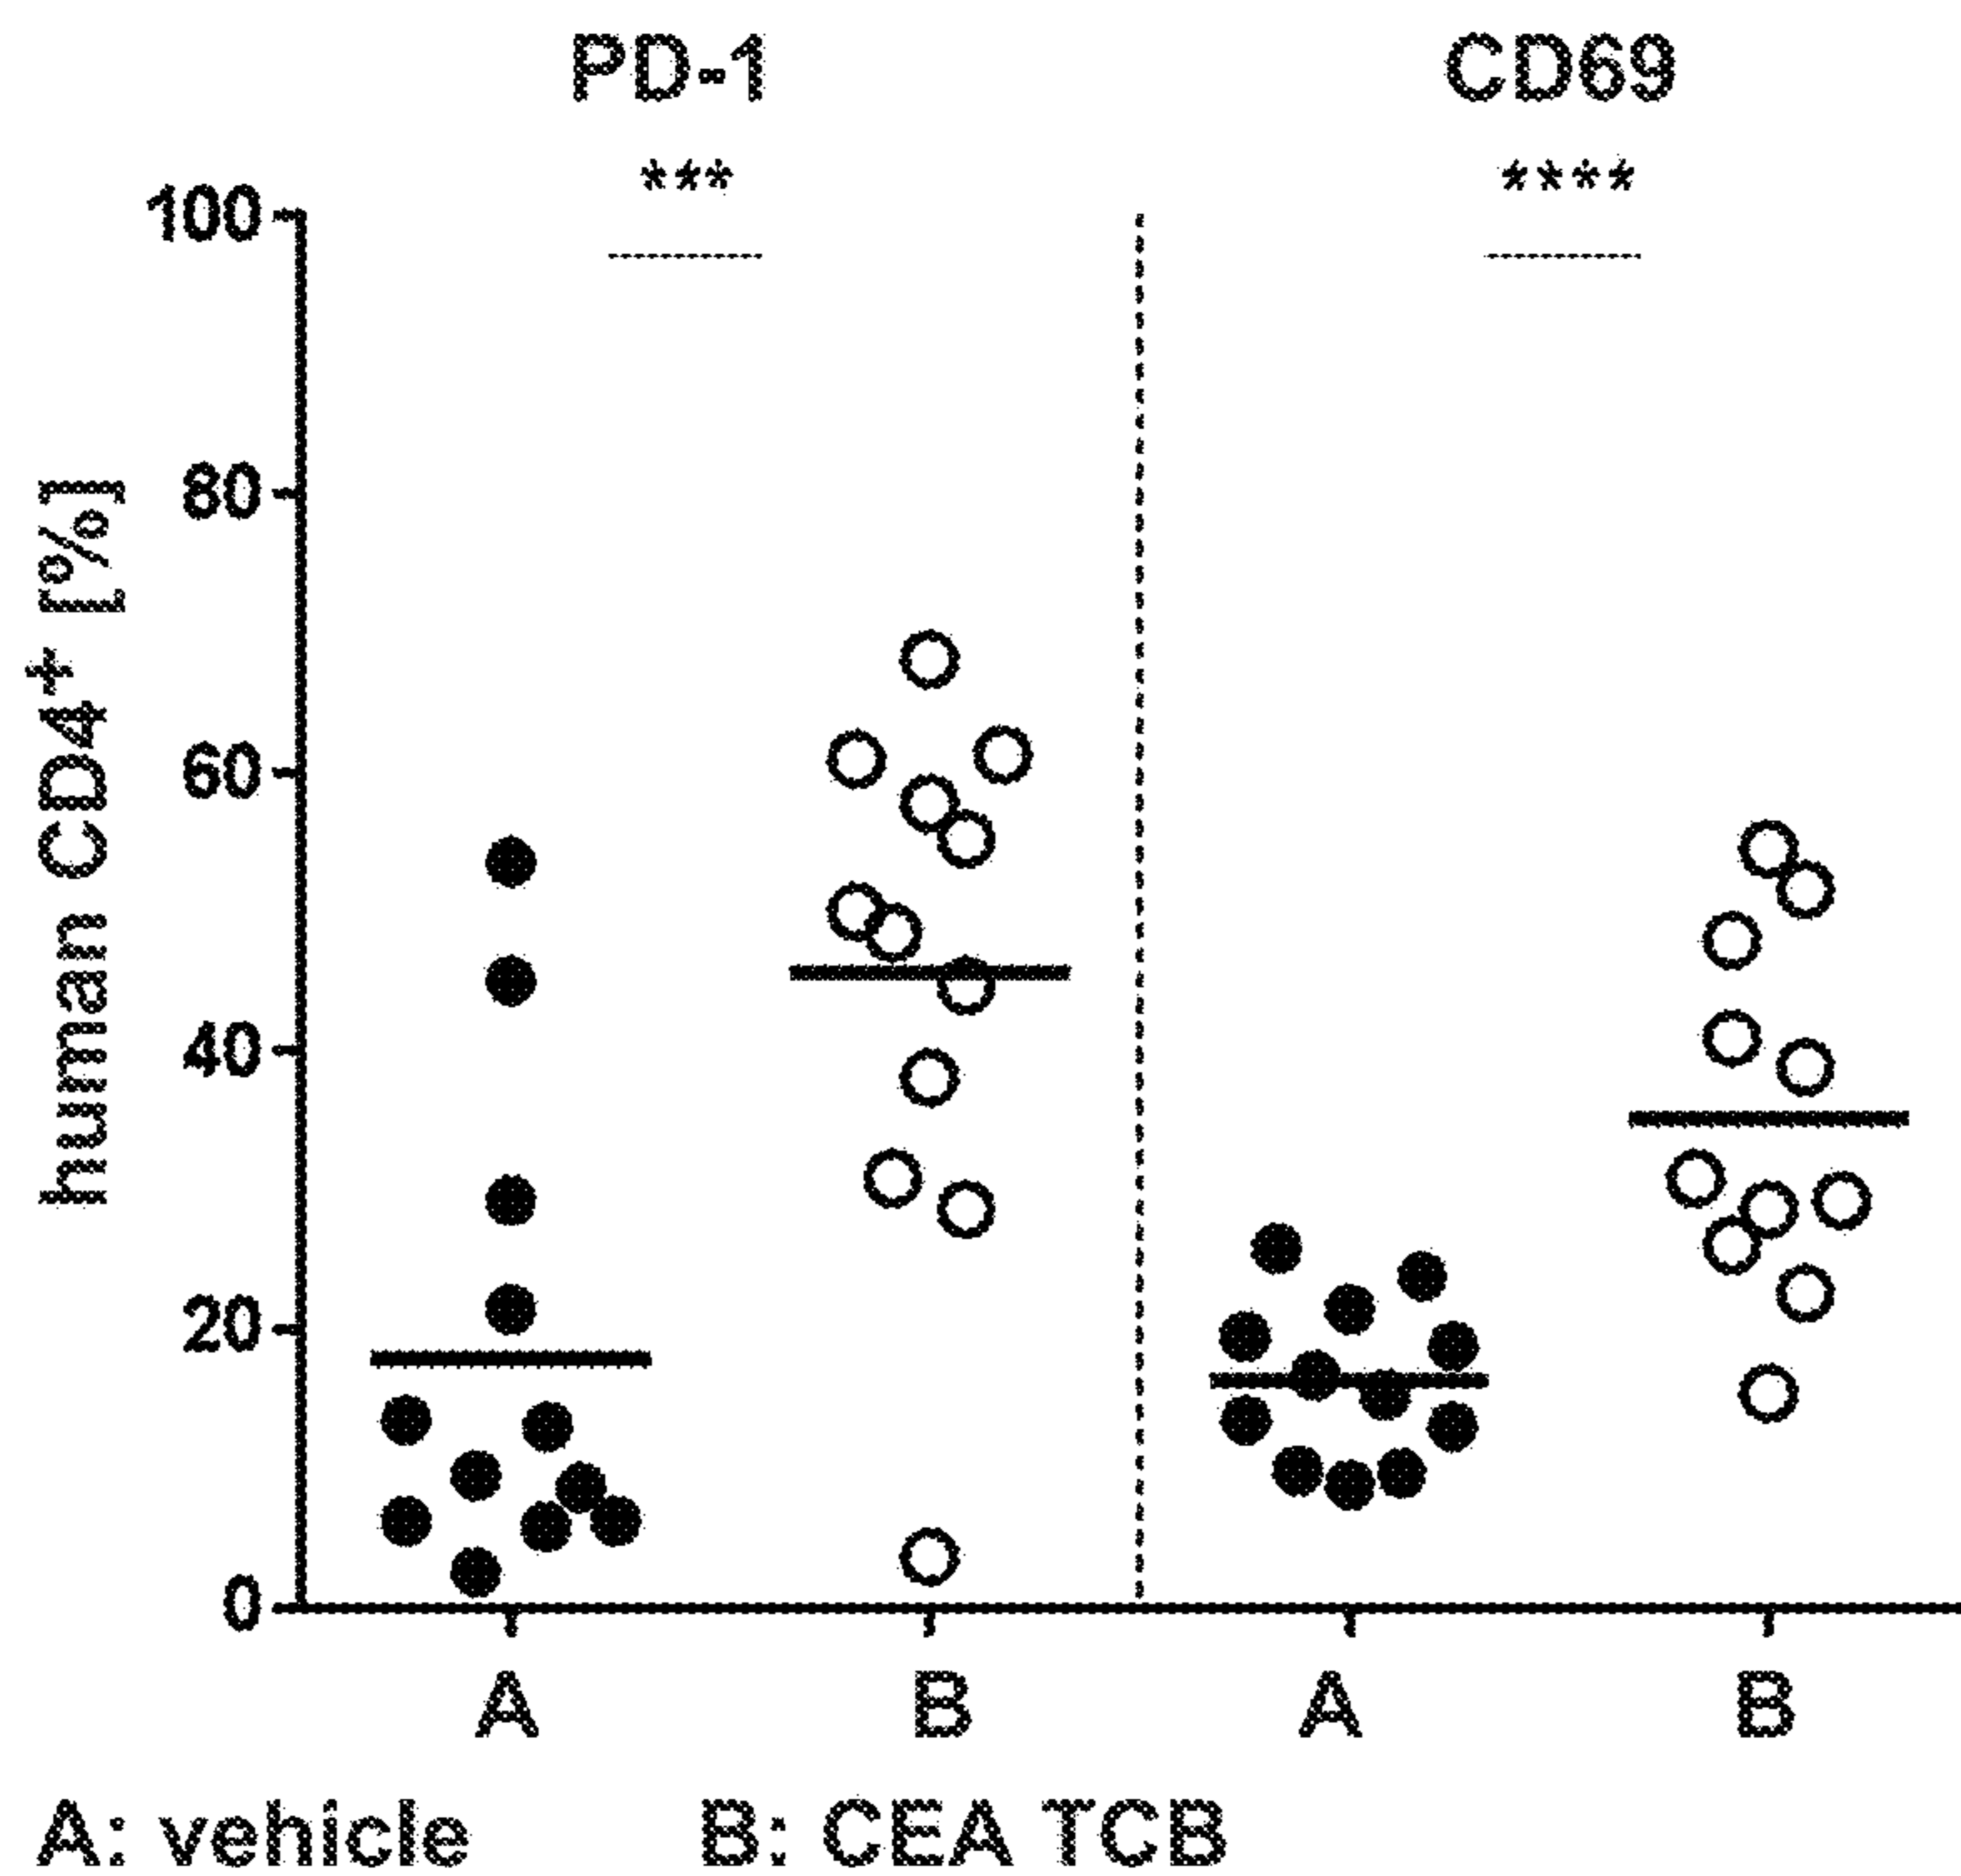 PD-1 CD69
*** ****
100
80
60
40
20
0
human CD4+ [%]
A B A B
A: vehicle B: CEA TCB